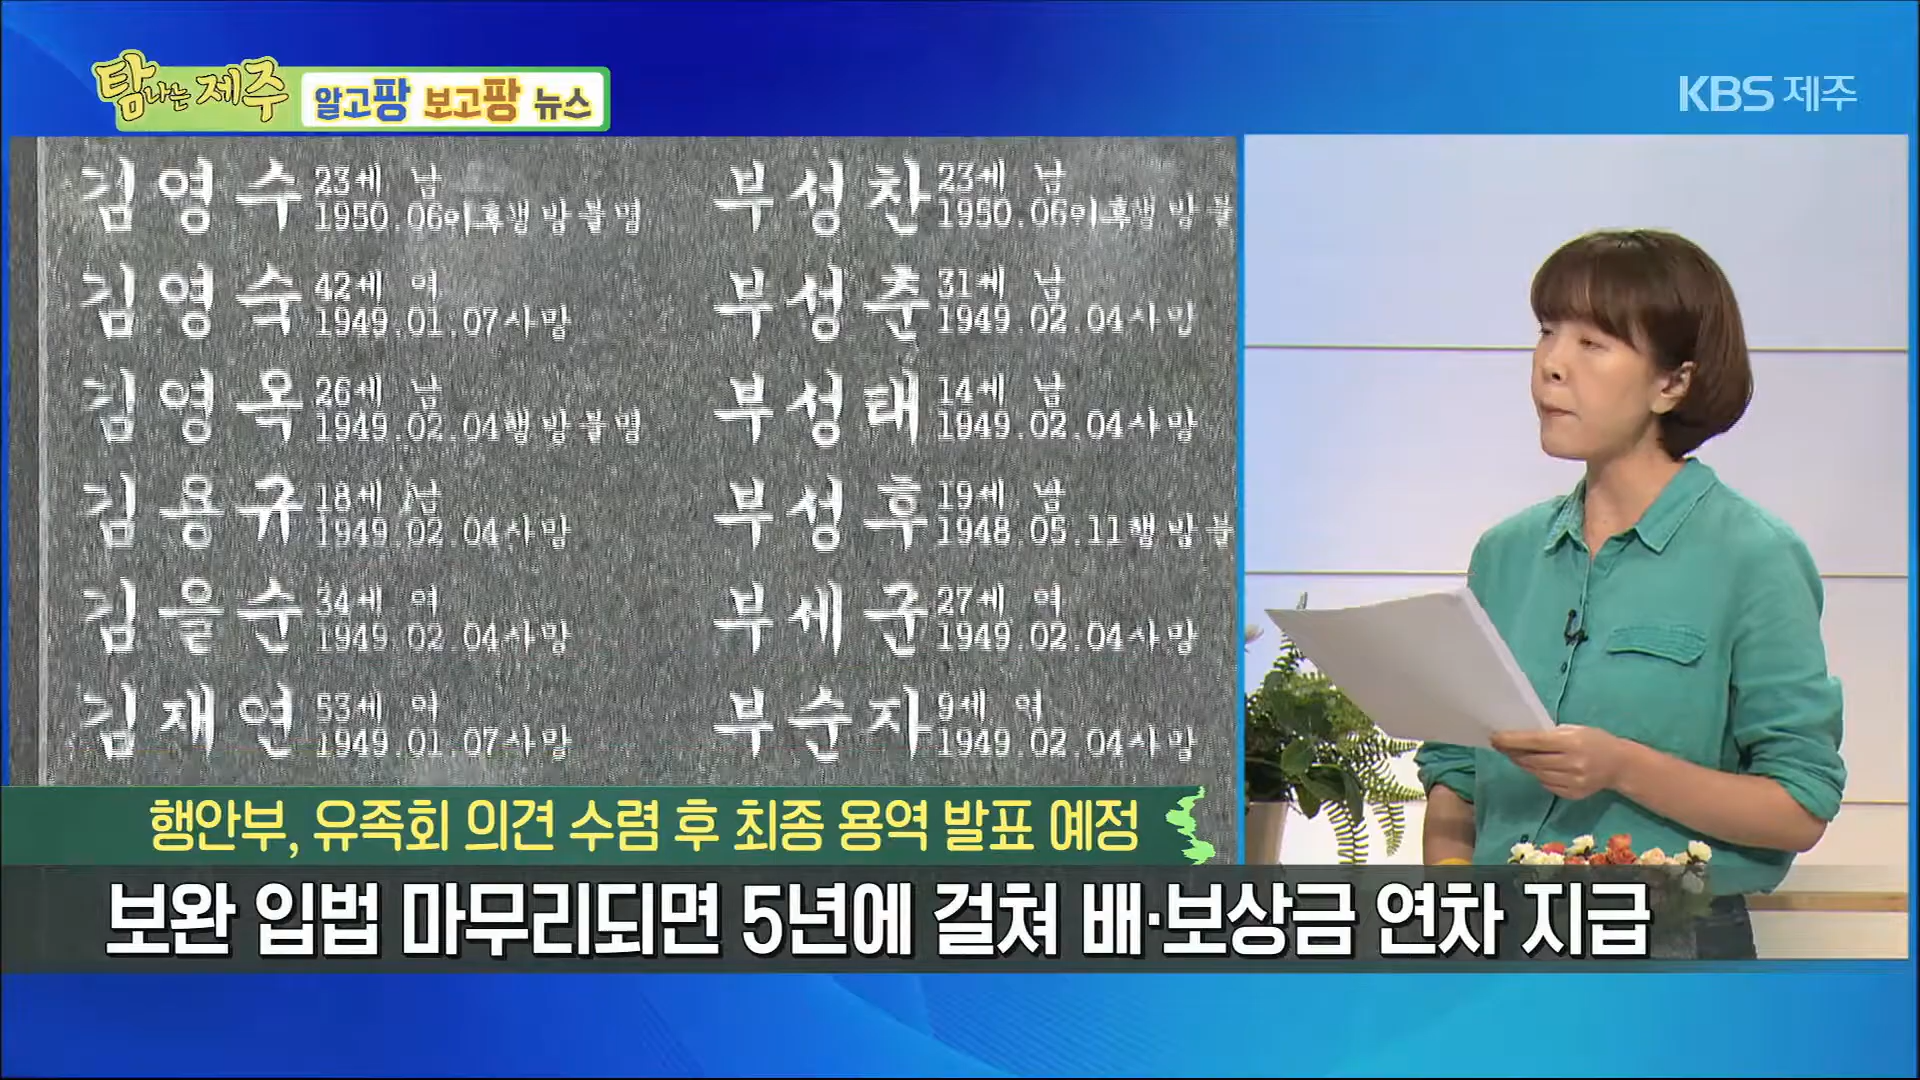 탐나는 제주 알고팡 보고팡 뉴스
KBS 제주
김영수 23세 남
1950.06이후행방불명
김영숙 42세 여
1949.01.07사망
김영옥 26세 남
1949.02.04행방불명
김용규 18세 남
1949.02.04사망
김을순 34세 여
1949.02.04사망
김재연 53세 여
1949.01.07사망
부성찬 23세 남
1950.06이후행방불
부성준 31세 남
1949.02.04사망
부성태 14세 남
1949.02.04사망
부성후 19세 남
1948 05.11행방불
부세군 27세 여
1949.02.04사망
부순자 9세 여
1949.02.04사망
행안부, 유족회 의견 수렴 후 최종 용역 발표 예정
보완 입법 마무리되면 5년에 걸쳐 배·보상금 연차 지급